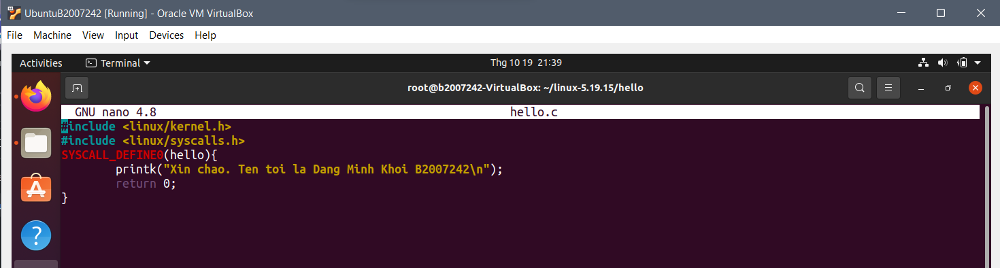 UbuntuB2007242 [Running] - Oracle VM VirtualBox
File Machine View Input Devices Help
Activities Terminal Thg 10 19 21:39
root@b2007242-VirtualBox: ~/linux-5.19.15/hello
GNU nano 4.8 hello.c
#include <linux/kernel.h>
#include <linux/syscalls.h>
SYSCALL_DEFINE0(hello){
printk("Xin chao. Ten toi la Dang Minh Khoi B2007242\n");
return 0;
}